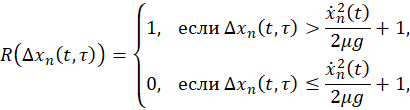 R(Δxₙ(t,τ)) = { 1, если Δxₙ(t,τ) > ẋₙ²(t)/2μg + 1,
0, если Δxₙ(t,τ) ≤ ẋₙ²(t)/2μg + 1,